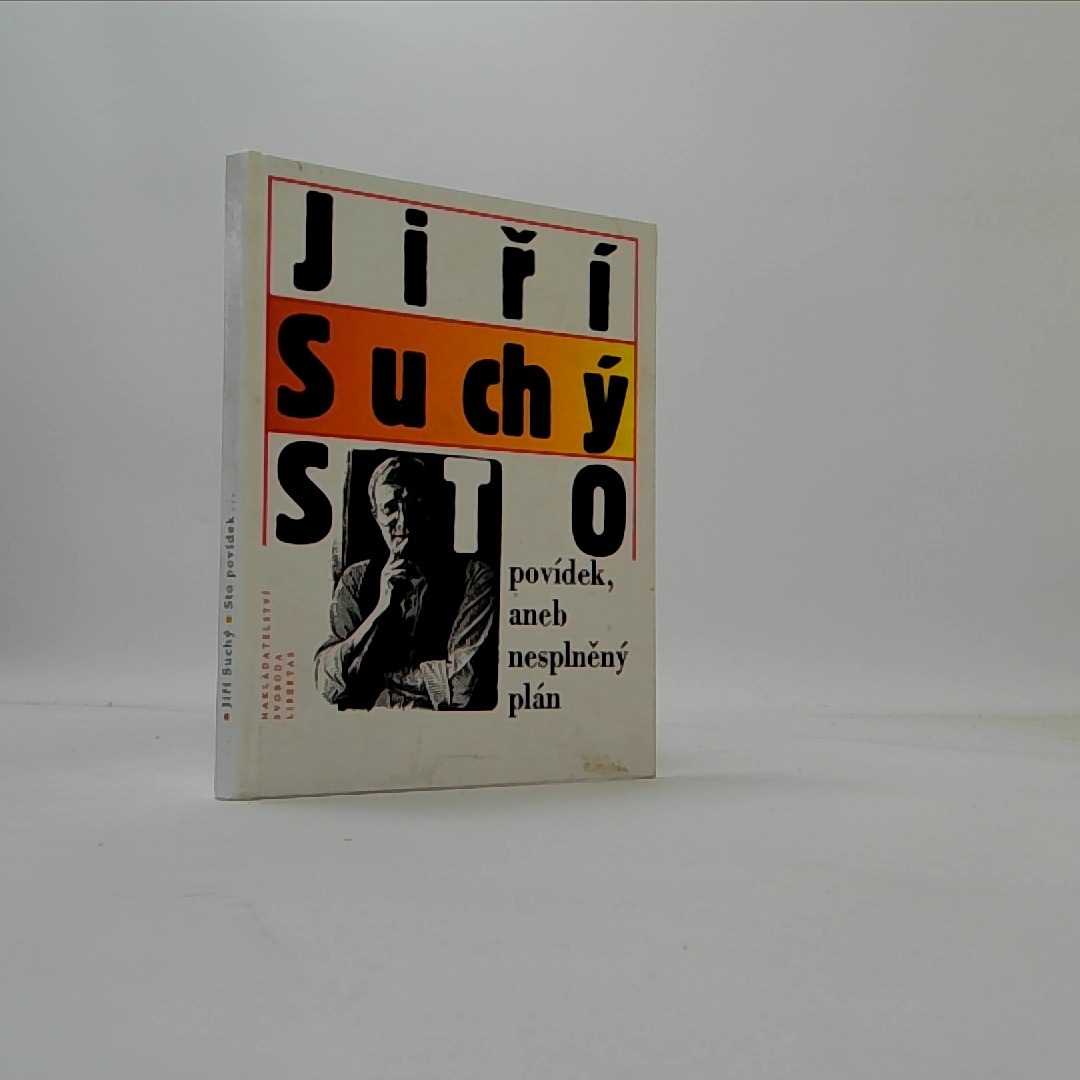 Jiří
Suchý
STO
povídek,
aneb
nesplněný
plán
NAKLADATELSTVÍ
SVOBODA
LIBERTAS
Jiří Suchý Sto povídek...